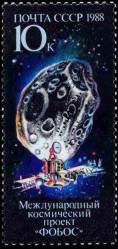 ПОЧТА СССР 1988
10к
Международный
космический
проект
“ФОБОС”